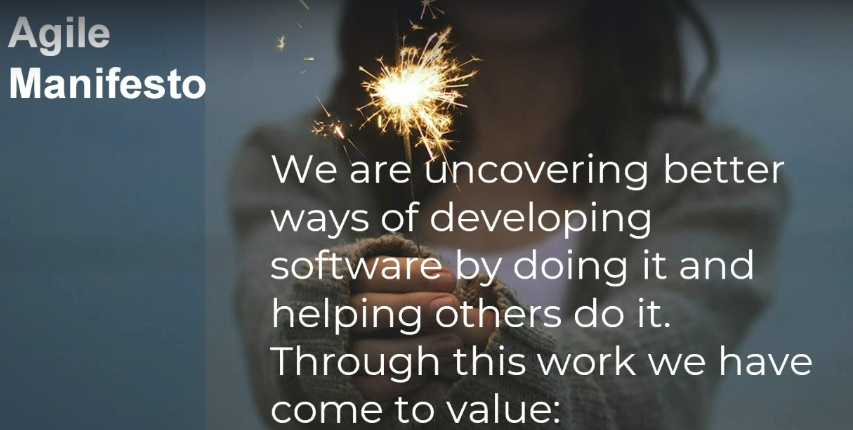 Agile
Manifesto
We are uncovering better
ways of developing
software by doing it and
helping others do it.
Through this work we have
come to value: